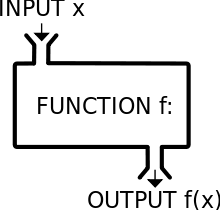 INPUT x
FUNCTION f:
OUTPUT f(x)